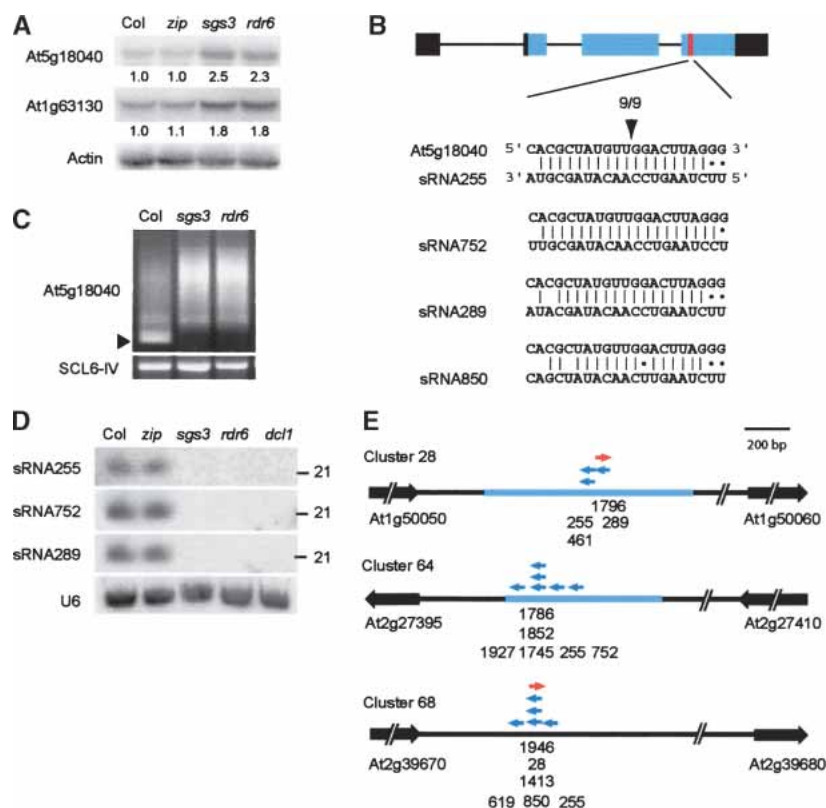 A
Col zip sgs3 rdr6
At5g18040
1.0 1.0 2.5 2.3
At1g63130
1.0 1.1 1.8 1.8
Actin
B
9/9
At5g18040 5' CACGCUAUGUUGGACUUAGGG 3'
sRNA255 3' AUGCGAUACAACCUGAAUCUU 5'
CACGCUAUGUUGGACUUAGGG
sRNA752 UUGCGAUACAACCUGAAUCCU
CACGCUAUGUUGGACUUAGGG
sRNA289 AUACGAUACAACCUGAAUCUU
CACGCUAUGUUGGACUUAGGG
sRNA850 CAGCUAUACAACUUGAAUCUU
C
Col sgs3 rdr6
At5g18040
SCL6-IV
D
Col zip sgs3 rdr6 dcl1
sRNA255 21
sRNA752 21
sRNA289 21
U6
E
200 bp
Cluster 28
1796
At1g50050 255 289 At1g50060
461
Cluster 64
At2g27395 1786 At2g27410
1852
1927 1745 255 752
Cluster 68
At2g39670 1946 At2g39680
28
1413
619 850 255